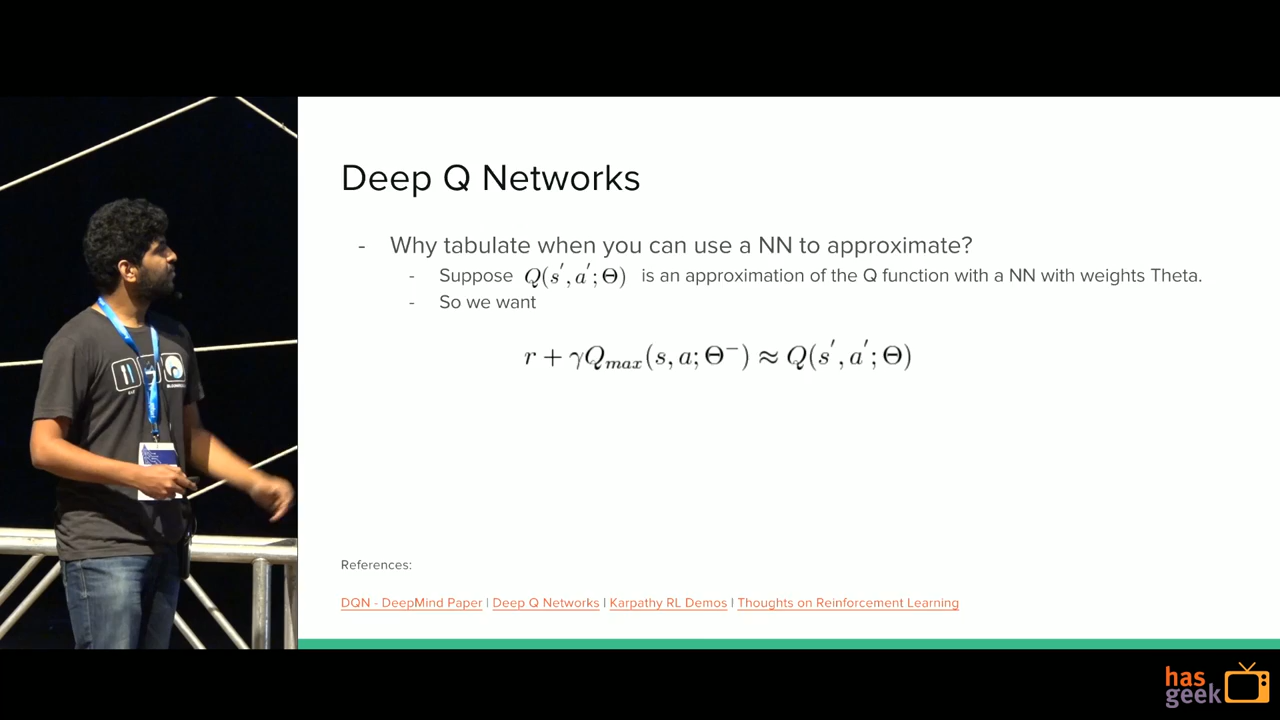 Deep Q Networks
- Why tabulate when you can use a NN to approximate?
- Suppose Q(s′, a′; Θ) is an approximation of the Q function with a NN with weights Theta.
- So we want
r + γQmax(s, a; Θ⁻) ≈ Q(s′, a′; Θ)
References:
DQN - DeepMind Paper | Deep Q Networks | Karpathy RL Demos | Thoughts on Reinforcement Learning
has
geek